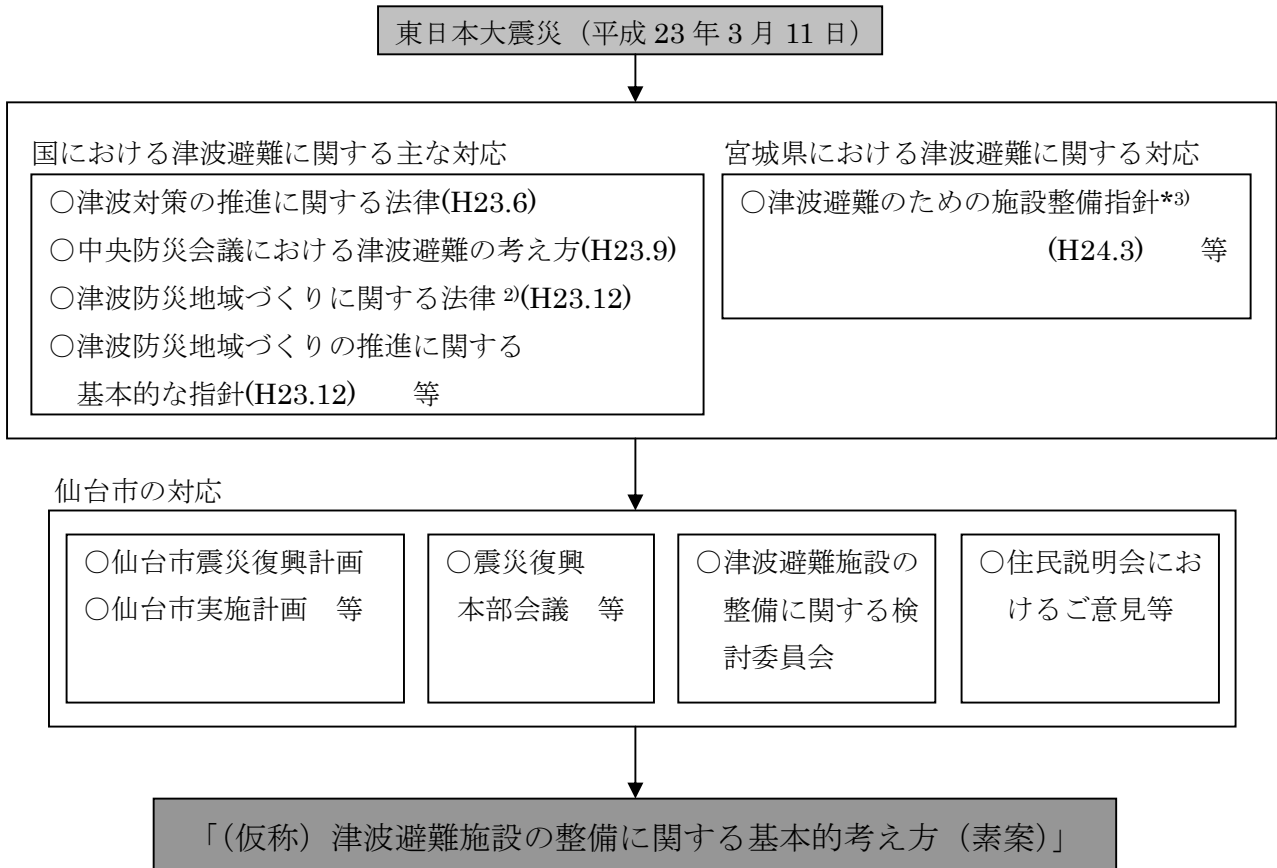 東日本大震災（平成 23 年 3 月 11 日）
国における津波避難に関する主な対応
○津波対策の推進に関する法律(H23.6)
○中央防災会議における津波避難の考え方(H23.9)
○津波防災地域づくりに関する法律 2)(H23.12)
○津波防災地域づくりの推進に関する
基本的な指針(H23.12)　等
宮城県における津波避難に関する対応
○津波避難のための施設整備指針*3)
(H24.3)　等
仙台市の対応
○仙台市震災復興計画
○仙台市実施計画　等
○震災復興
本部会議　等
○津波避難施設の
整備に関する検
討委員会
○住民説明会にお
けるご意見等
「（仮称）津波避難施設の整備に関する基本的考え方（素案）」